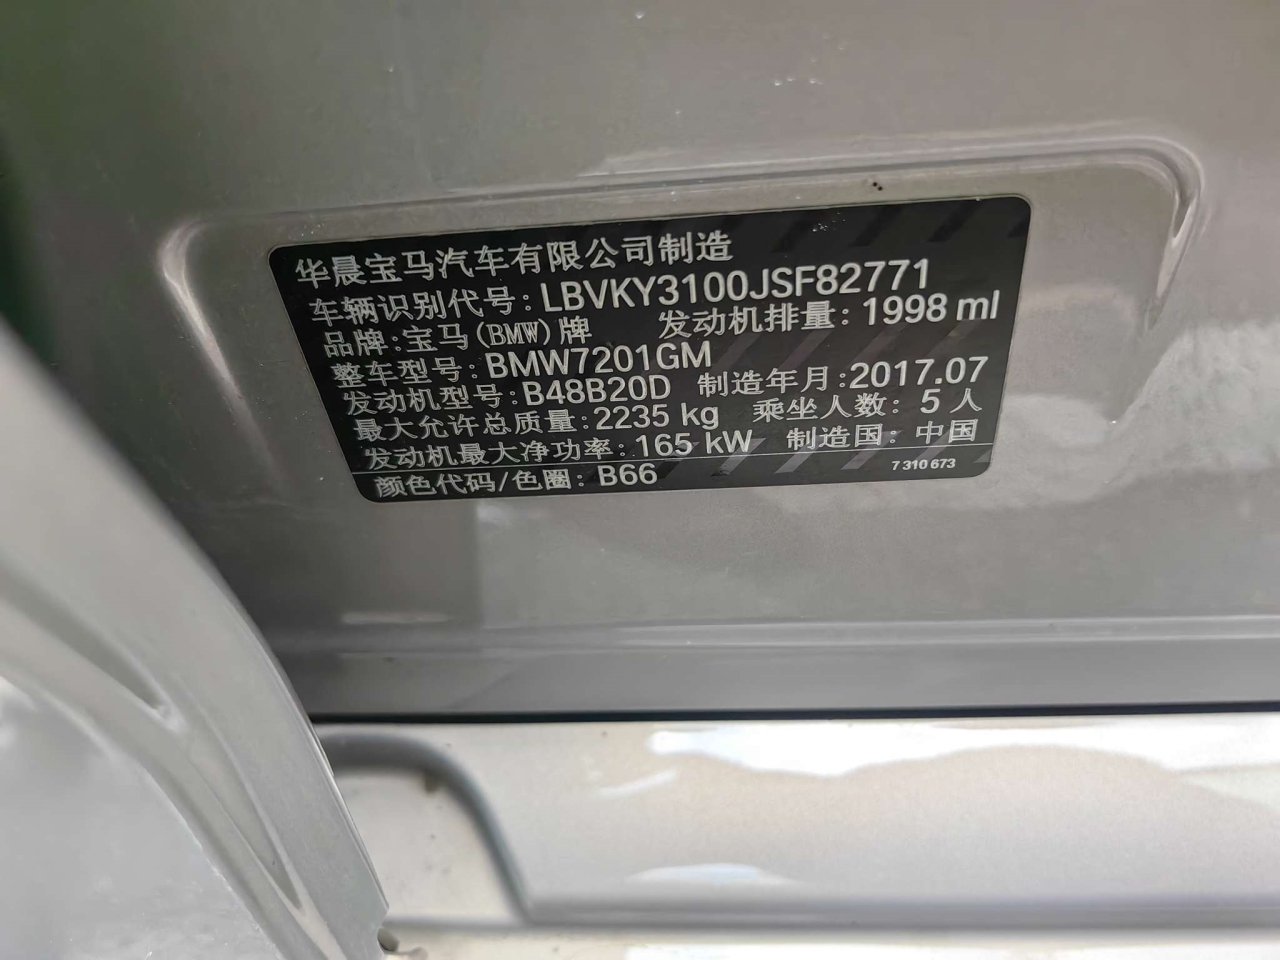 华晨宝马汽车有限公司制造
车辆识别代号: LBVKY3100JSF82771
品牌:宝马(BMW)牌 发动机排量: 1998 ml
整车型号: BMW7201GM
发动机型号: B48B20D 制造年月:2017.07
最大允许总质量:2235 kg 乘坐人数: 5 人
发动机最大净功率: 165 kW 制造国: 中国
颜色代码/色圈: B66 7 310 673